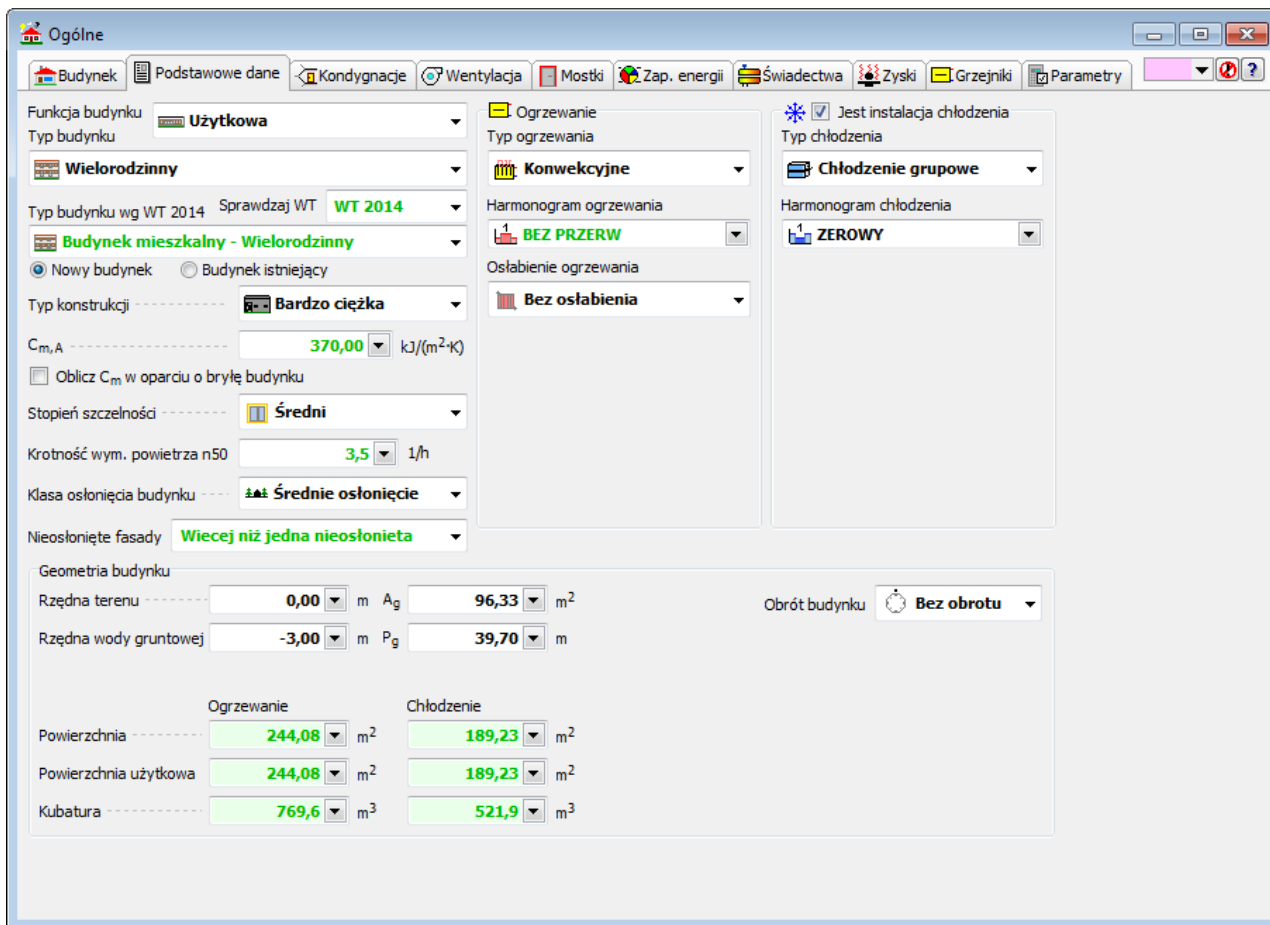 Ogólne
Budynek Podstawowe dane Kondygnacje Wentylacja Mostki Zap. energii Świadectwa Zyski Grzejniki Parametry ?
Funkcja budynku Użytkowa
Typ budynku
Wielorodzinny
Typ budynku wg WT 2014 Sprawdzaj WT WT 2014
Budynek mieszkalny - Wielorodzinny
Nowy budynek Budynek istniejący
Typ konstrukcji Bardzo ciężka
Cm,A 370,00 kJ/(m²·K)
Oblicz Cm w oparciu o bryłę budynku
Stopień szczelności Średni
Krotność wym. powietrza n50 3,5 1/h
Klasa osłonięcia budynku Średnie osłonięcie
Nieosłonięte fasady Wiecej niż jedna nieosłonieta
Ogrzewanie
Typ ogrzewania
Konwekcyjne
Harmonogram ogrzewania
1 BEZ PRZERW
Osłabienie ogrzewania
Bez osłabienia
Jest instalacja chłodzenia
Typ chłodzenia
Chłodzenie grupowe
Harmonogram chłodzenia
1 ZEROWY
Geometria budynku
Rzędna terenu 0,00 m Ag 96,33 m²
Obrót budynku Bez obrotu
Rzędna wody gruntowej -3,00 m Pg 39,70 m
Ogrzewanie Chłodzenie
Powierzchnia 244,08 m² 189,23 m²
Powierzchnia użytkowa 244,08 m² 189,23 m²
Kubatura 769,6 m³ 521,9 m³